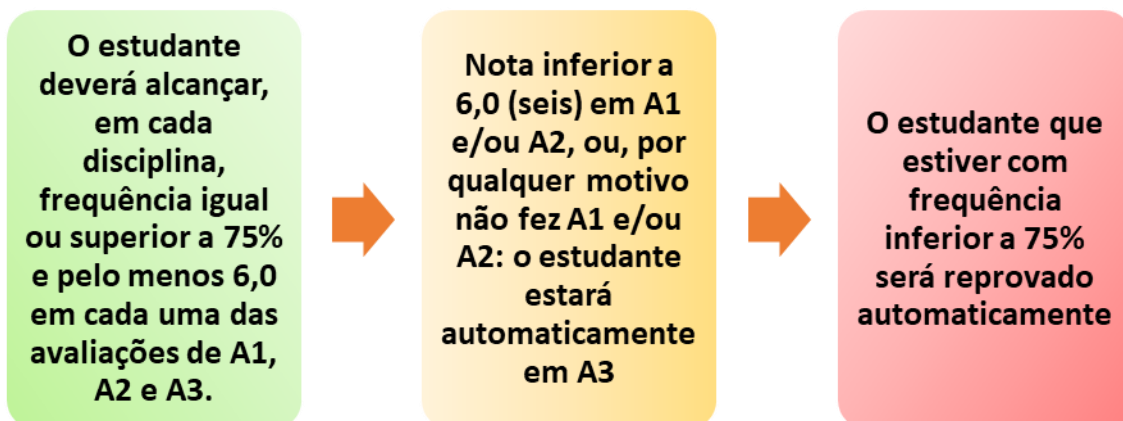 O estudante
deverá alcançar,
em cada
disciplina,
frequência igual
ou superior a 75%
e pelo menos 6,0
em cada uma das
avaliações de A1,
A2 e A3.
Nota inferior a
6,0 (seis) em A1
e/ou A2, ou, por
qualquer motivo
não fez A1 e/ou
A2: o estudante
estará
automaticamente
em A3
O estudante que
estiver com
frequência
inferior a 75%
será reprovado
automaticamente